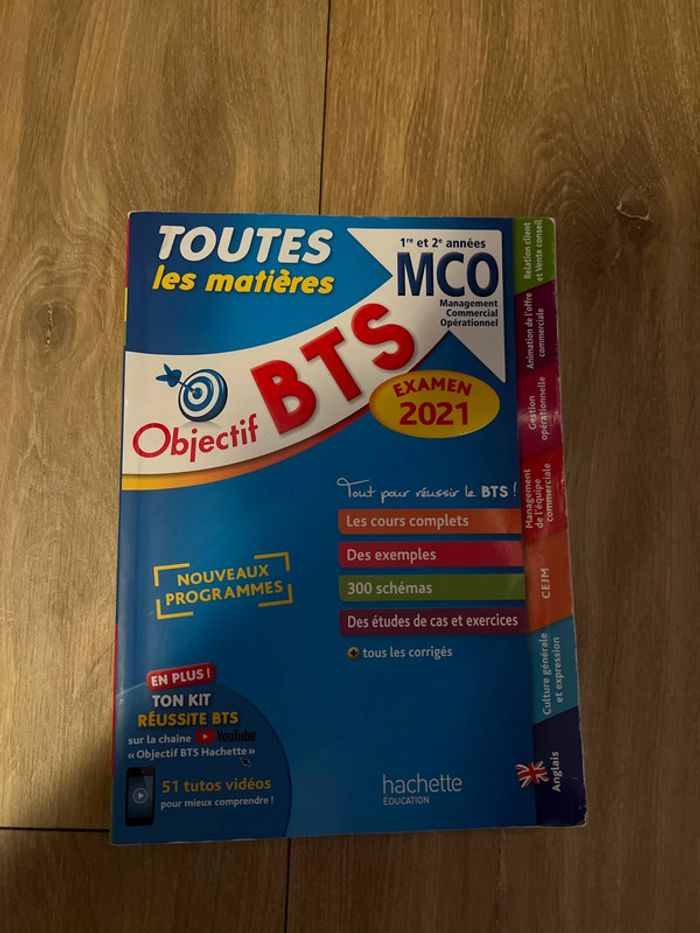 TOUTES
les matières
1re et 2e années
MCO
Management
Commercial
Opérationnel
Objectif BTS
EXAMEN
2021
Tout pour réussir le BTS !
Les cours complets
Des exemples
300 schémas
Des études de cas et exercices
+ tous les corrigés
NOUVEAUX
PROGRAMMES
EN PLUS !
TON KIT
RÉUSSITE BTS
sur la chaîne YouTube
« Objectif BTS Hachette »
51 tutos vidéos
pour mieux comprendre !
hachette
ÉDUCATION
Relation client
et Vente conseil
Animation de l'offre
commerciale
Gestion
opérationnelle
Management
de l'équipe
commerciale
CEJM
Culture générale
et expression
Anglais